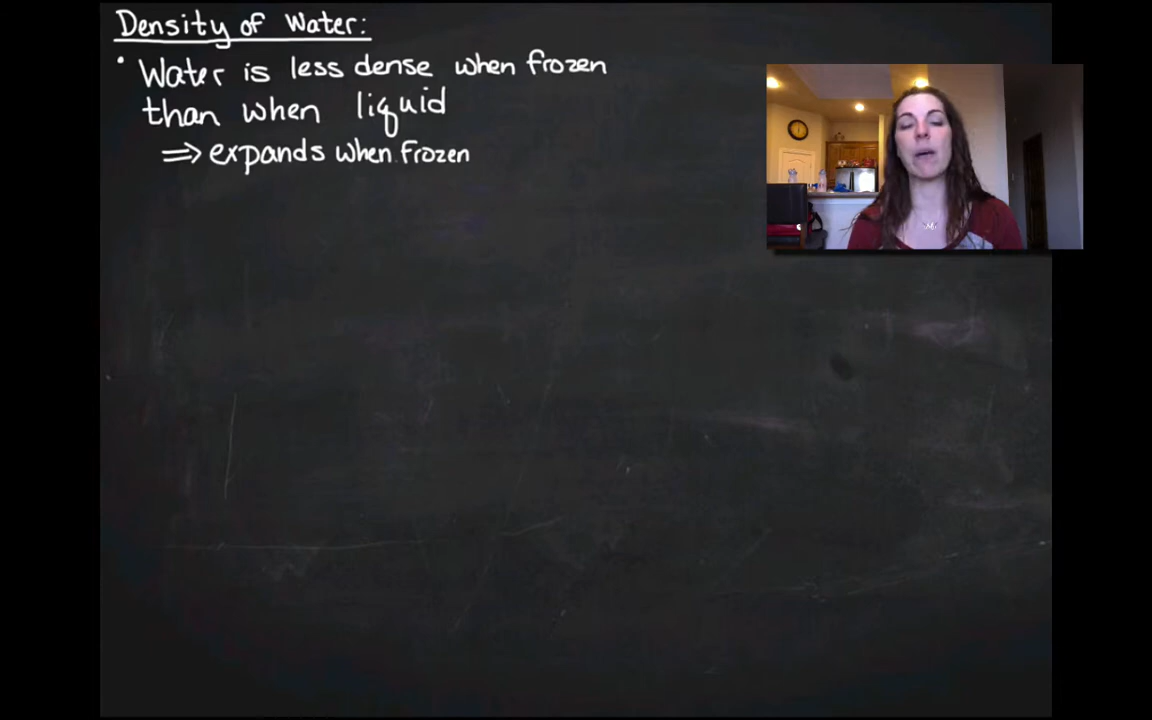 Density of Water:
• Water is less dense when frozen
than when liquid
⇒ expands when frozen